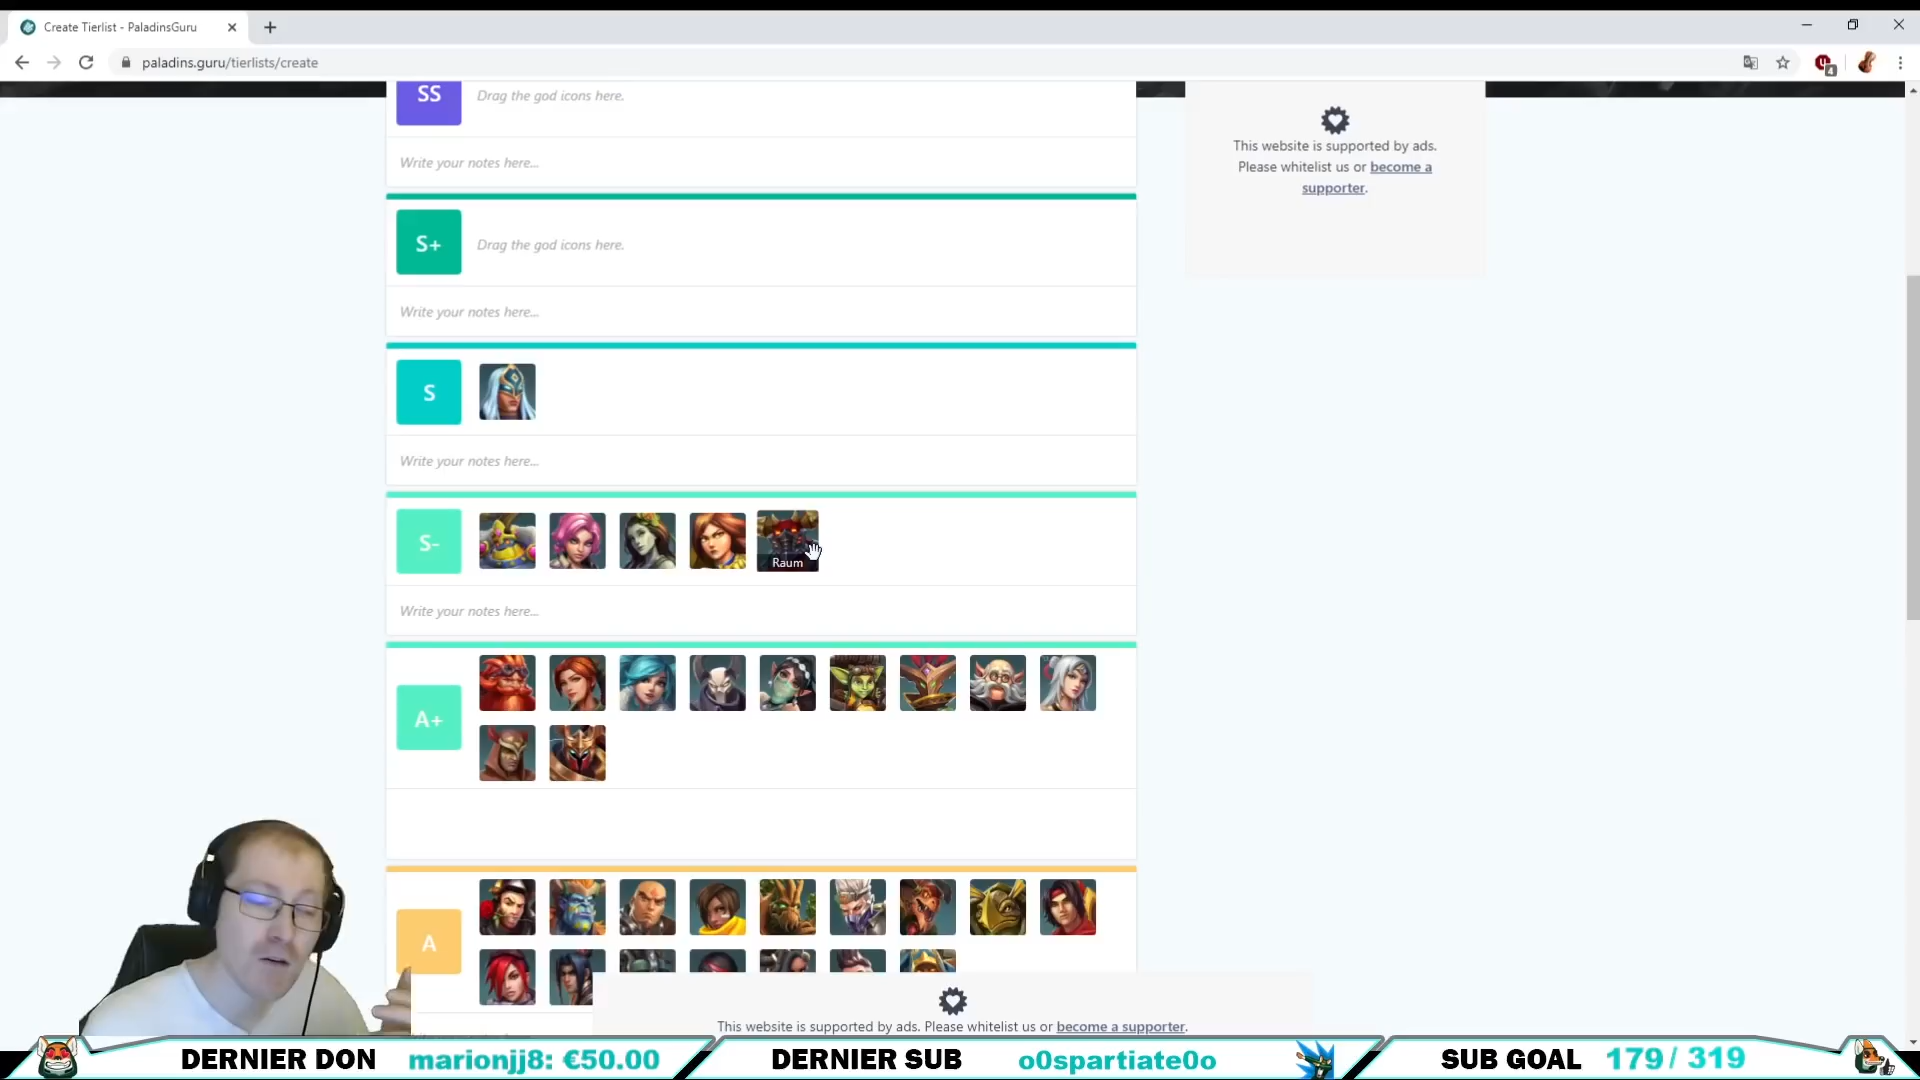 Create Tierlist - PaladinsGuru
paladins.guru/tierlists/create
4
SS
Drag the god icons here.
Write your notes here...
S+
Drag the god icons here.
Write your notes here...
S
Write your notes here...
S-
Raum
Write your notes here...
A+
A
This website is supported by ads.
Please whitelist us or become a
supporter.
This website is supported by ads. Please whitelist us or become a supporter.
DERNIER DON marionjj8: €50.00
DERNIER SUB o0spartiate0o
SUB GOAL 179 / 319